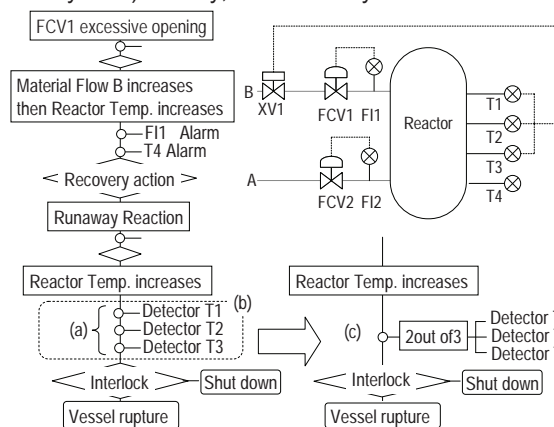 FCV1 excessive opening
Material Flow B increases
then Reactor Temp. increases
FI1 Alarm
T4 Alarm
Recovery action
Runaway Reaction
Reactor Temp. increases
(a)
(b)
Detector T1
Detector T2
Detector T3
Interlock
Shut down
Vessel rupture
B
XV1
FCV1
FI1
Reactor
T1
T2
T3
T4
A
FCV2
FI2
Reactor Temp. increases
(c)
2out of3
Detector
Detector
Detector
Interlock
Shut down
Vessel rupture